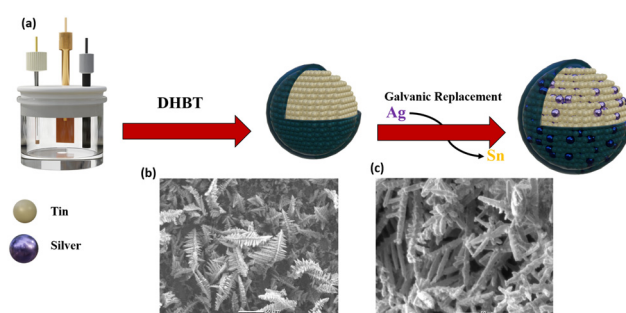 (a)
DHBT
Galvanic Replacement
Ag
Sn
(b)
(c)
Tin
Silver